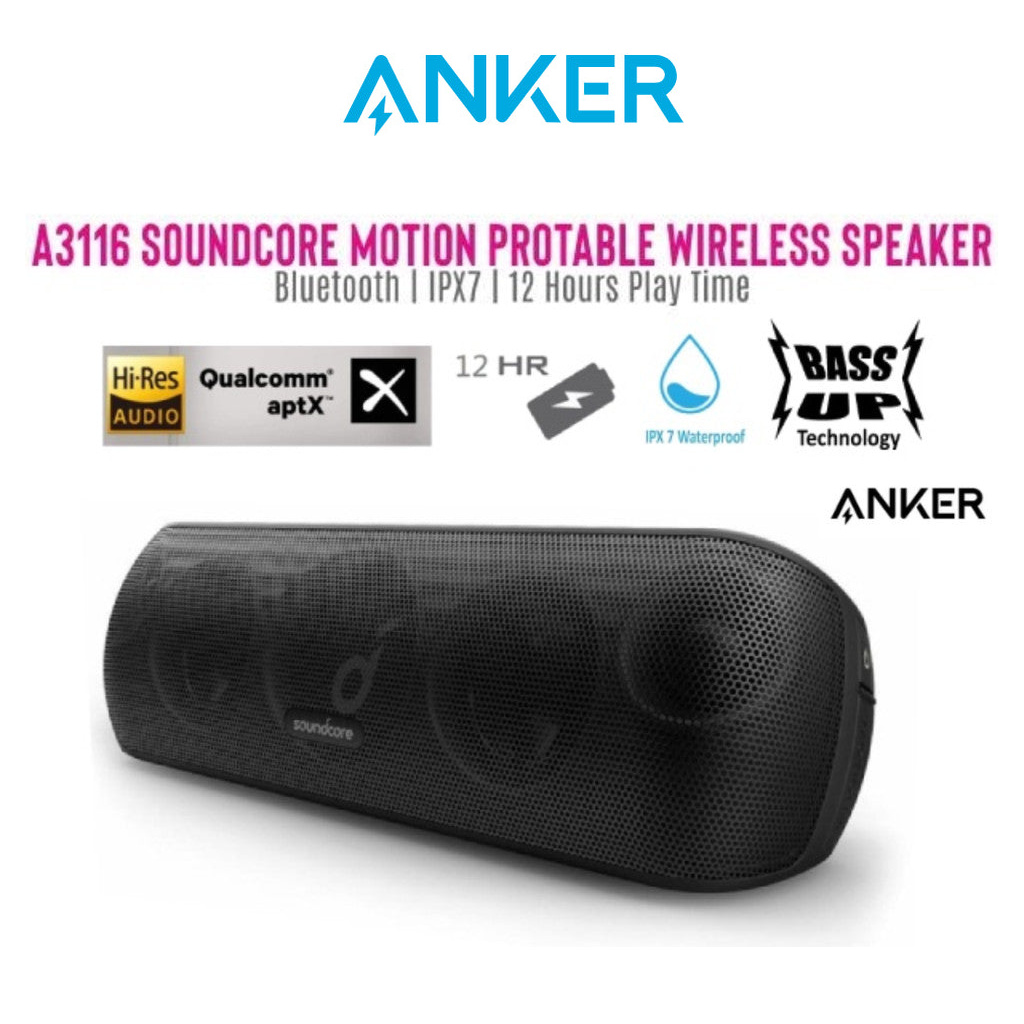 ANKER
A3116 SOUNDCORE MOTION PROTABLE WIRELESS SPEAKER
Bluetooth | IPX7 | 12 Hours Play Time
Hi-Res
AUDIO
Qualcomm®
aptX™
12 HR
IPX 7 Waterproof
BASS
UP
Technology
ANKER
soundcore